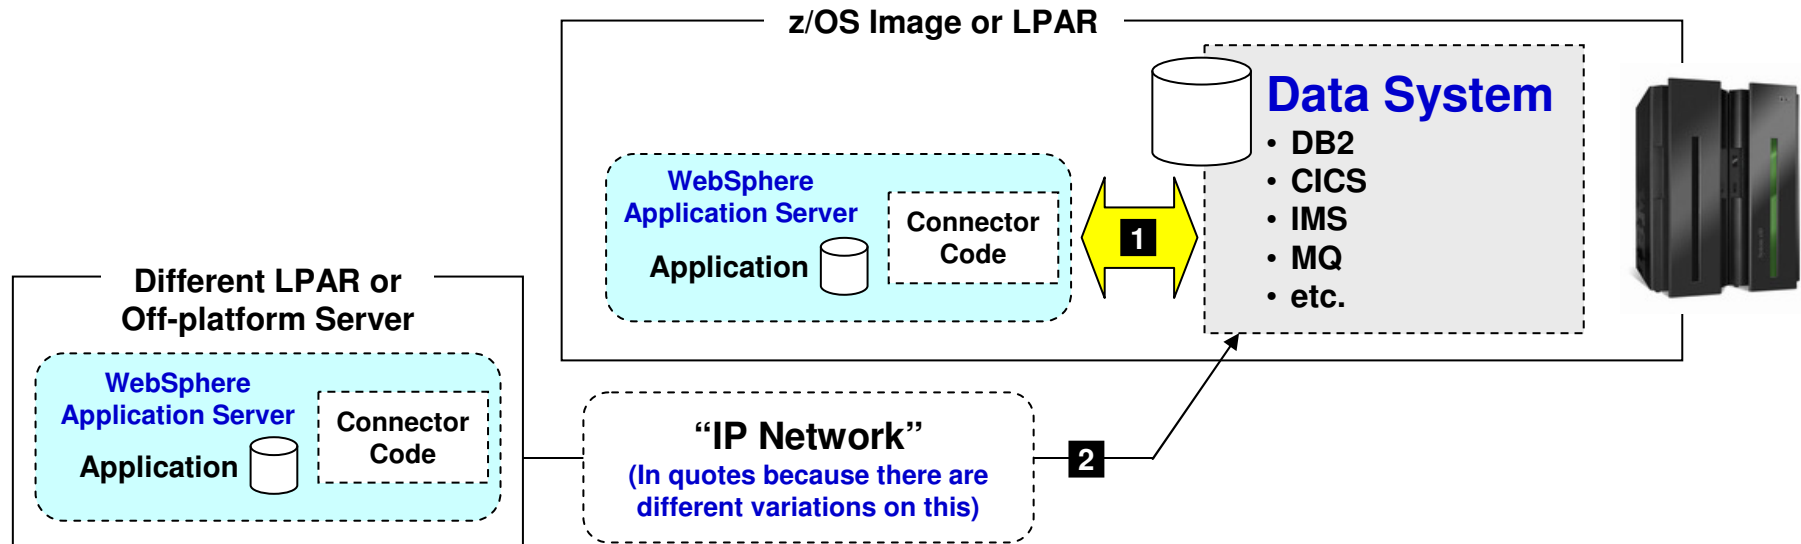 z/OS Image or LPAR
Data System
• DB2
• CICS
• IMS
• MQ
• etc.
WebSphere
Application Server
Application
Connector
Code
1
Different LPAR or
Off-platform Server
WebSphere
Application Server
Application
Connector
Code
“IP Network”
(In quotes because there are
different variations on this)
2